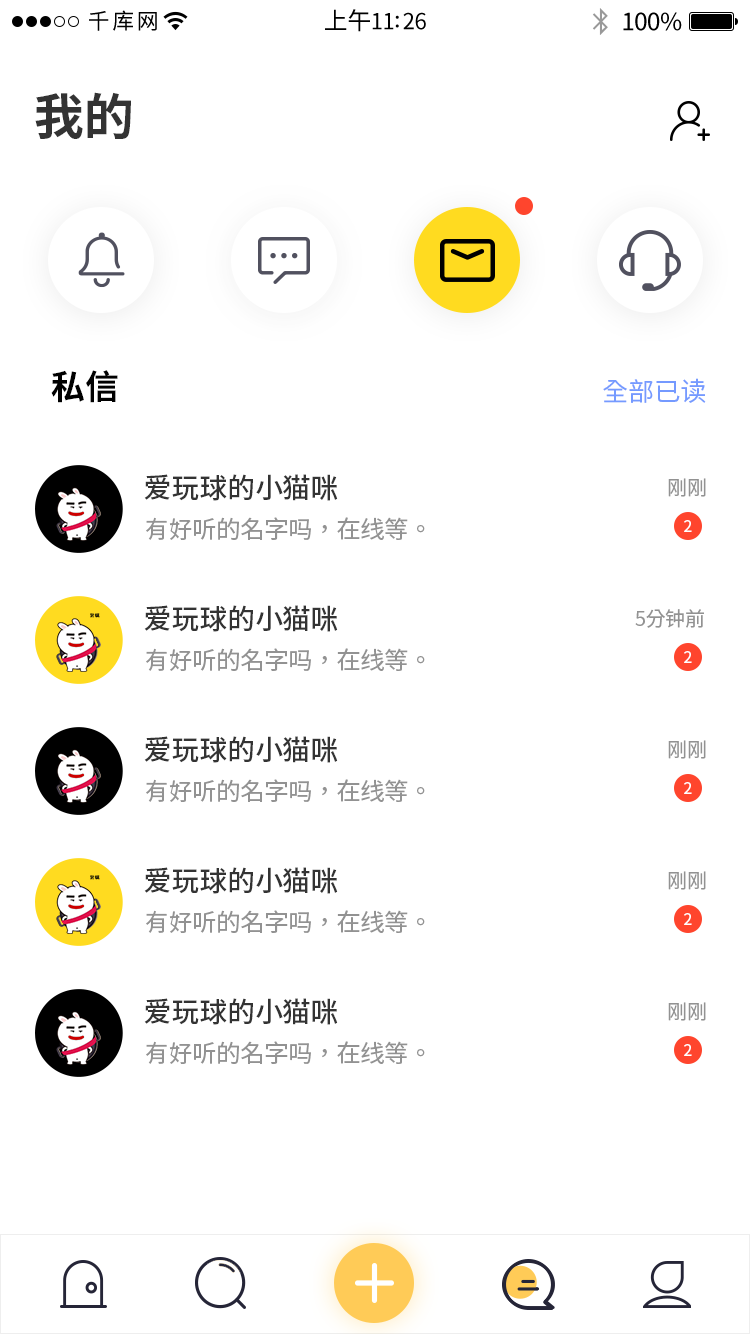 千库网 上午11:26 100%
我的
私信 全部已读
爱玩球的小猫咪 刚刚
有好听的名字吗，在线等。 2
爱玩球的小猫咪 5分钟前
有好听的名字吗，在线等。 2
爱玩球的小猫咪 刚刚
有好听的名字吗，在线等。 2
爱玩球的小猫咪 刚刚
有好听的名字吗，在线等。 2
爱玩球的小猫咪 刚刚
有好听的名字吗，在线等。 2